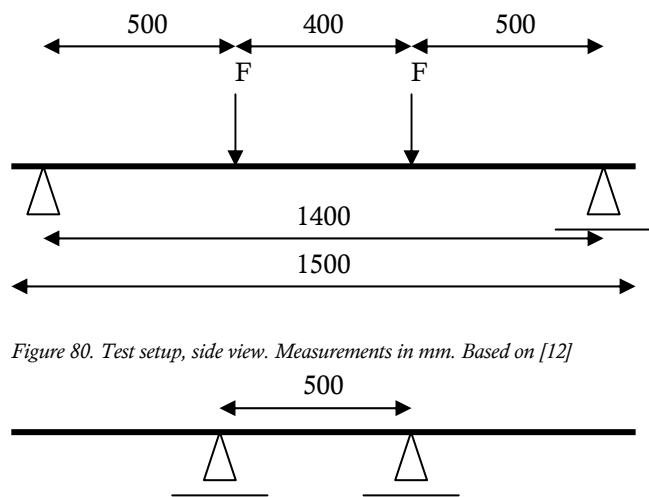 500 400 500
F F
1400
1500
Figure 80. Test setup, side view. Measurements in mm. Based on [12]
500